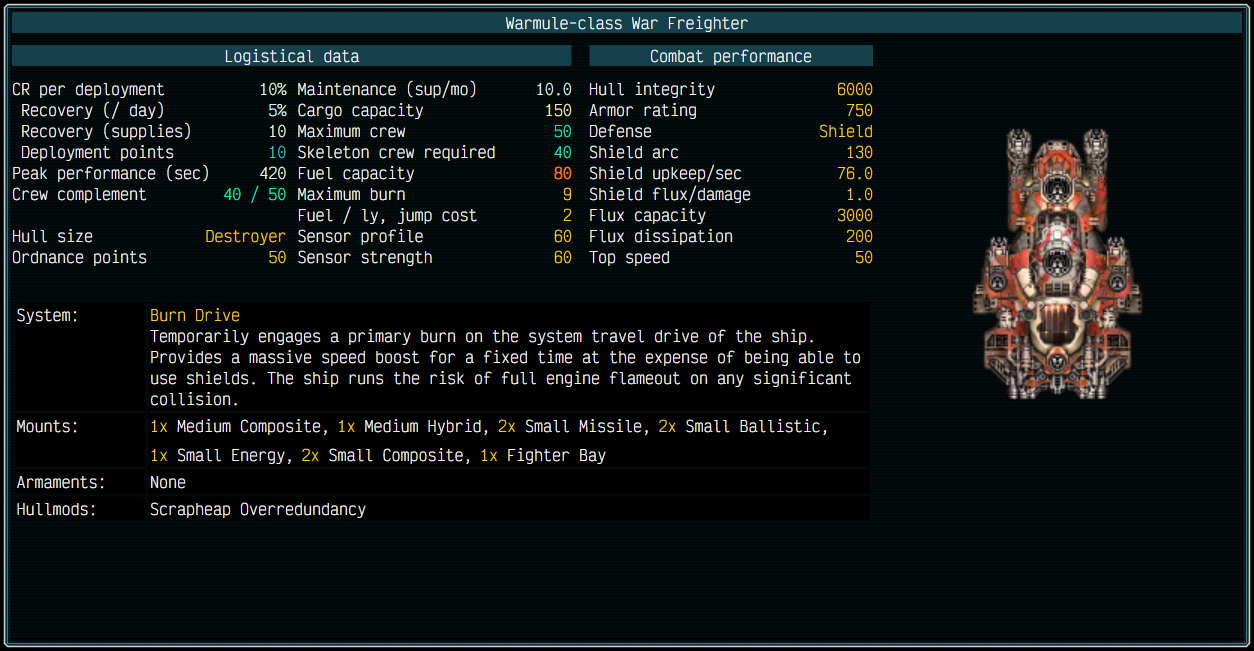 Warmule-class War Freighter
Logistical data
Combat performance
CR per deployment 10% Maintenance (sup/mo) 10.0 Hull integrity 6000
Recovery (/ day) 5% Cargo capacity 150 Armor rating 750
Recovery (supplies) 10 Maximum crew 50 Defense Shield
Deployment points 10 Skeleton crew required 40 Shield arc 130
Peak performance (sec) 420 Fuel capacity 80 Shield upkeep/sec 76.0
Crew complement 40 / 50 Maximum burn 9 Shield flux/damage 1.0
Fuel / ly, jump cost 2 Flux capacity 3000
Hull size Destroyer Sensor profile 60 Flux dissipation 200
Ordnance points 50 Sensor strength 60 Top speed 50
System: Burn Drive
Temporarily engages a primary burn on the system travel drive of the ship.
Provides a massive speed boost for a fixed time at the expense of being able to
use shields. The ship runs the risk of full engine flameout on any significant
collision.
Mounts: 1x Medium Composite, 1x Medium Hybrid, 2x Small Missile, 2x Small Ballistic,
1x Small Energy, 2x Small Composite, 1x Fighter Bay
Armaments: None
Hullmods: Scrapheap Overredundancy